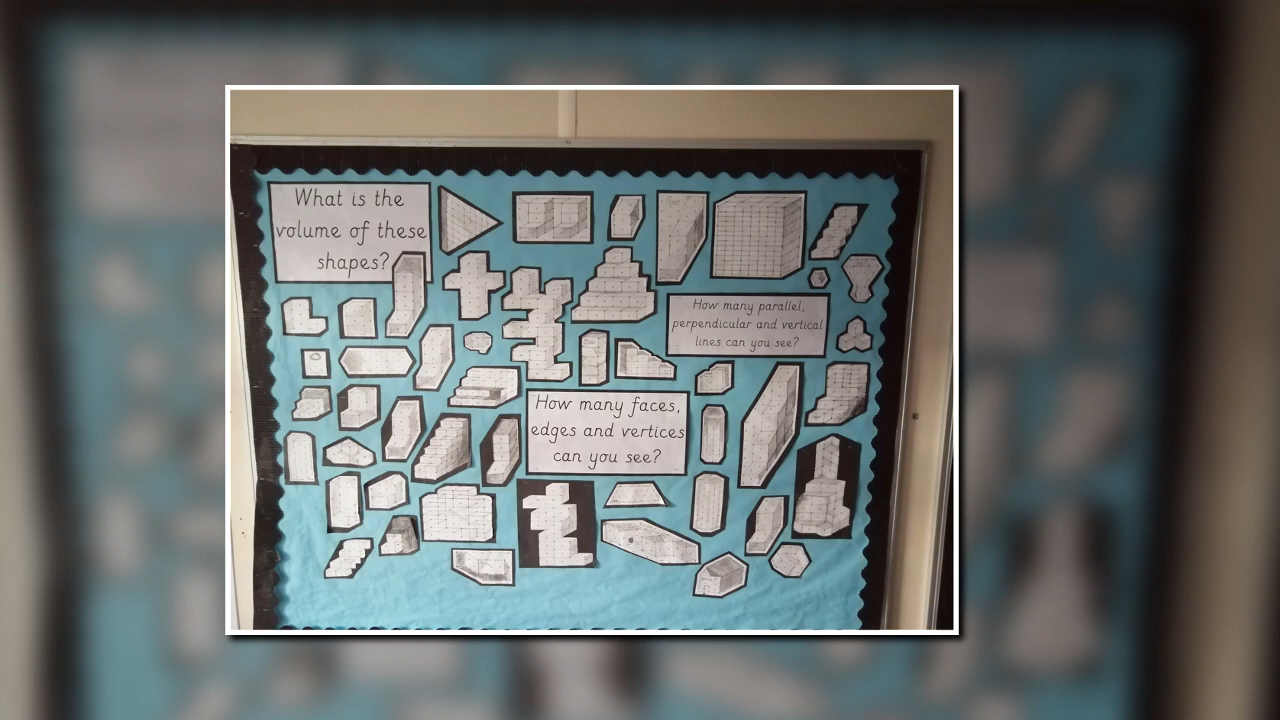 What is the
volume of these
shapes?
How many parallel,
perpendicular and vertical
lines can you see?
How many faces,
edges and vertices
can you see?